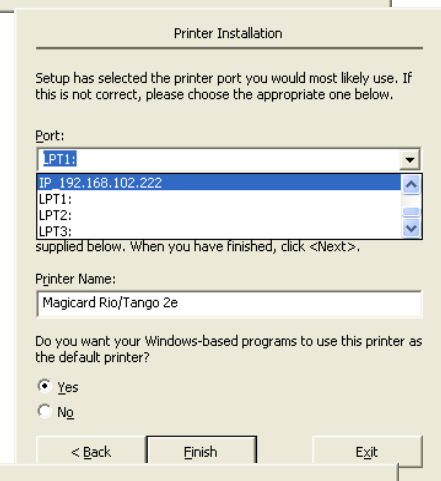 Printer Installation
Setup has selected the printer port you would most likely use. If
this is not correct, please choose the appropriate one below.
Port:
LPT1:
IP_192.168.102.222
LPT1:
LPT2:
LPT3:
supplied below. When you have finished, click <Next>.
Printer Name:
Magicard Rio/Tango 2e
Do you want your Windows-based programs to use this printer as
the default printer?
Yes
No
< Back
Finish
Exit